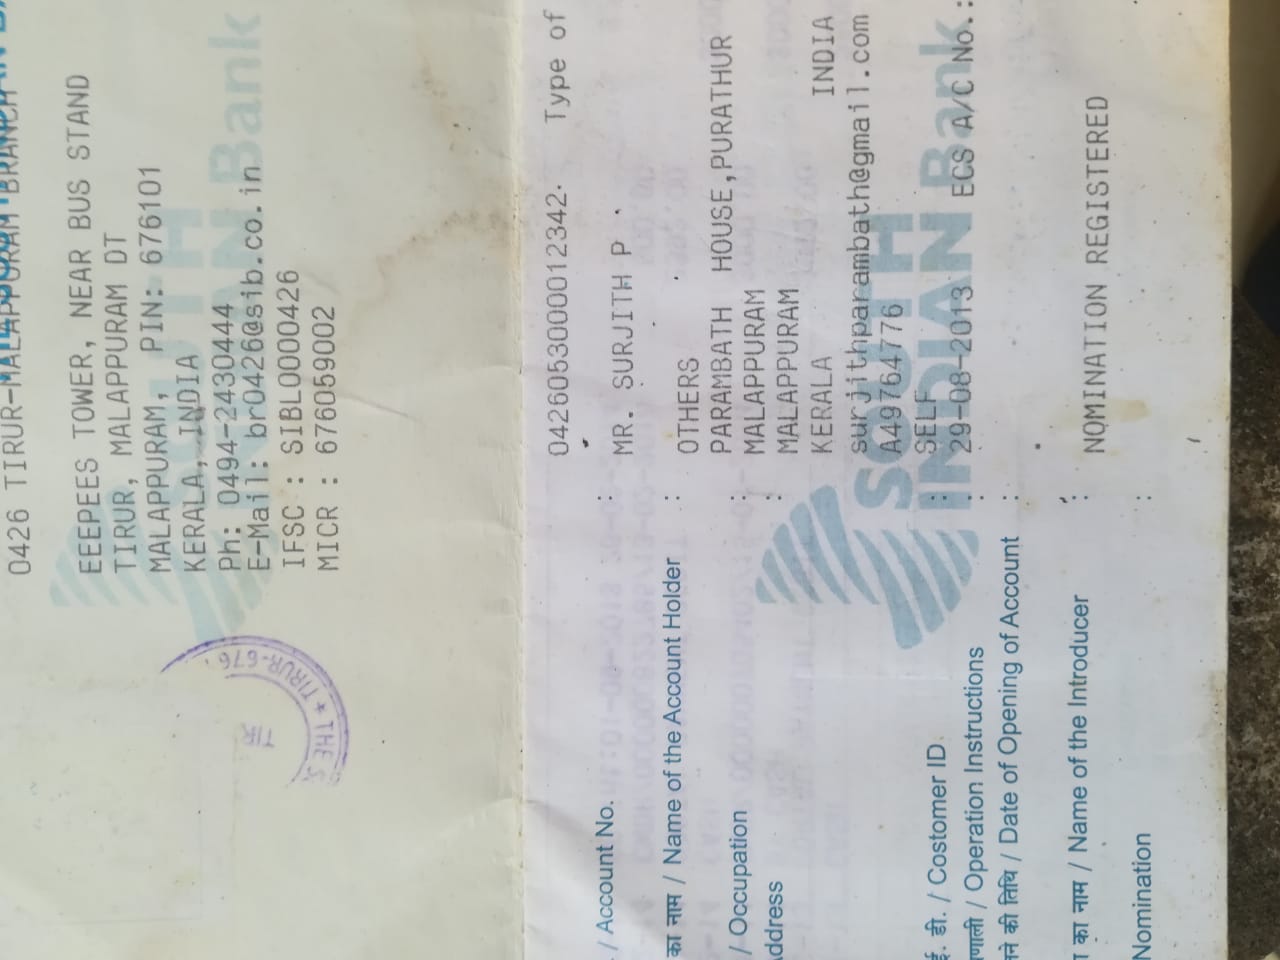 0426 TIRUR-MALAPPURAM BRANCH
EEEPEES TOWER, NEAR BUS STAND
TIRUR, MALAPPURAM DT
MALAPPURAM, PIN: 676101
KERALA, INDIA
Ph: 0494-2430444
E-Mail: br0426@sib.co.in
IFSC : SIBL0000426
MICR : 676059002
SOUTH
INDIAN Bank
THE S
TIRUR-676
/ Account No. : 0426053000012342. Type of
का नाम / Name of the Account Holder : MR. SURJITH P .
/ Occupation : OTHERS
ddress : PARAMBATH HOUSE,PURATHUR
MALAPPURAM
MALAPPURAM
KERALA INDIA
surjithparambath@gmail.com
ई. डी. / Costomer ID : A49764776
णाली / Operation Instructions : SELF
ने की तिथि / Date of Opening of Account : 29-08-2013 ECS A/C No.:
का नाम / Name of the Introducer :
Nomination : NOMINATION REGISTERED
SOUTH
INDIAN Bank